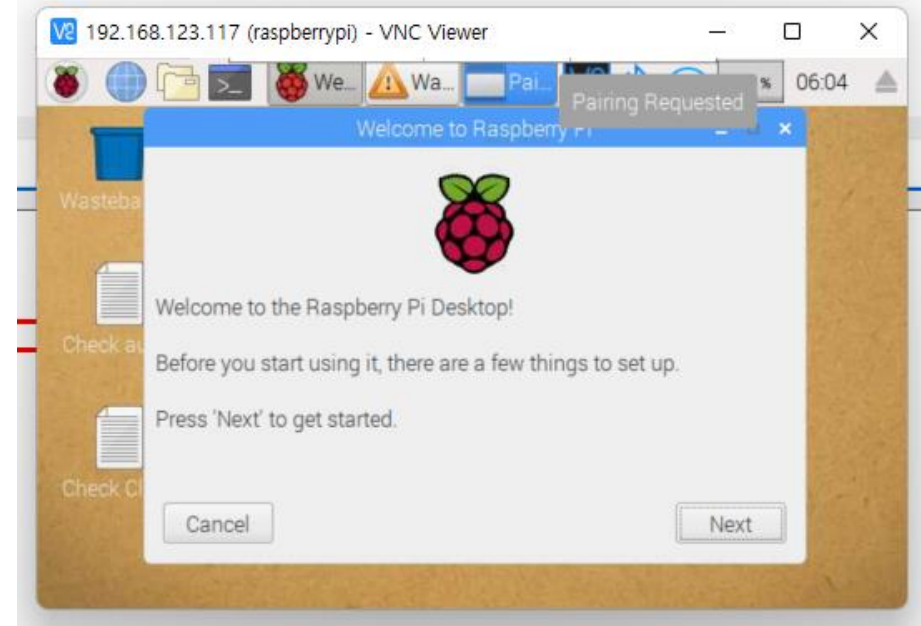 192.168.123.117 (raspberrypi) - VNC Viewer
We... Wa... Pai... % 06:04
Pairing Requested
Welcome to Raspberry Pi
Wasteba
Welcome to the Raspberry Pi Desktop!
Check au
Before you start using it, there are a few things to set up.
Press 'Next' to get started.
Check Cl
Cancel Next